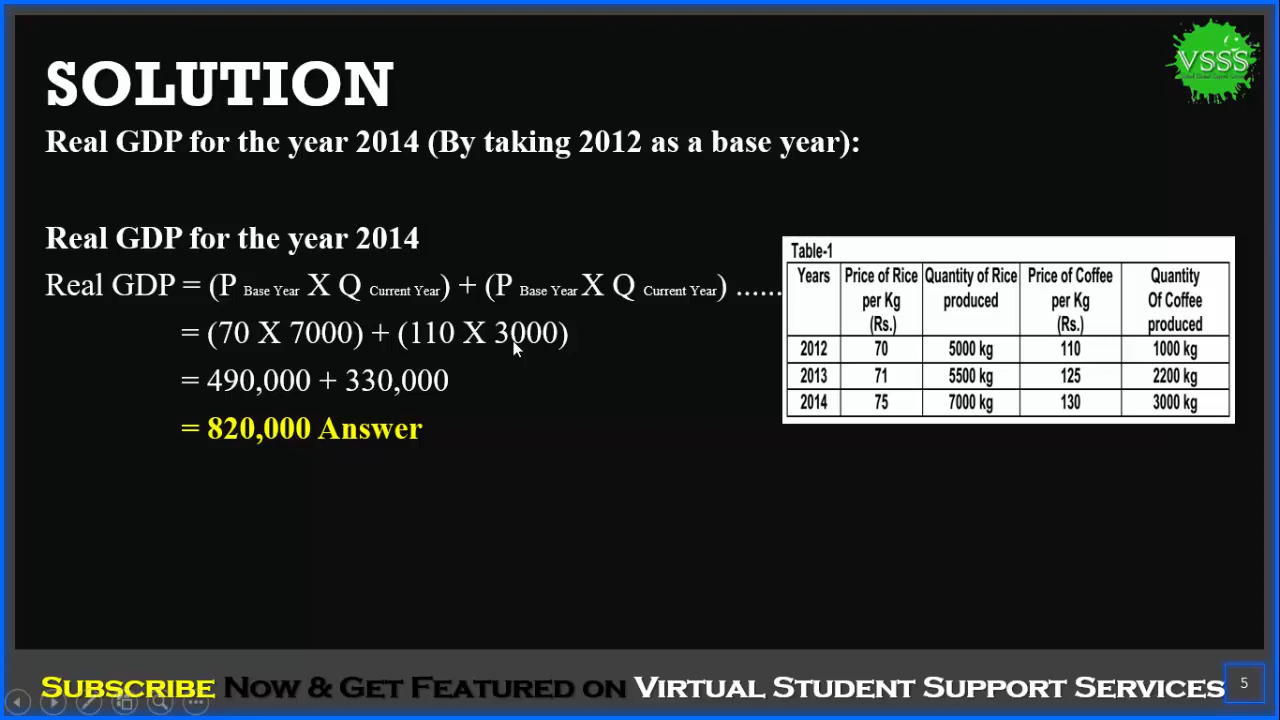 SOLUTION
VSSS
Real GDP for the year 2014 (By taking 2012 as a base year):
Real GDP for the year 2014
Real GDP = (P Base Year X Q Current Year) + (P Base Year X Q Current Year) ......
= (70 X 7000) + (110 X 3000)
= 490,000 + 330,000
= 820,000 Answer
Table-1
Years Price of Rice per Kg (Rs.) Quantity of Rice produced Price of Coffee per Kg (Rs.) Quantity Of Coffee produced
2012 70 5000 kg 110 1000 kg
2013 71 5500 kg 125 2200 kg
2014 75 7000 kg 130 3000 kg
SUBSCRIBE NOW & GET FEATURED ON VIRTUAL STUDENT SUPPORT SERVICES 5